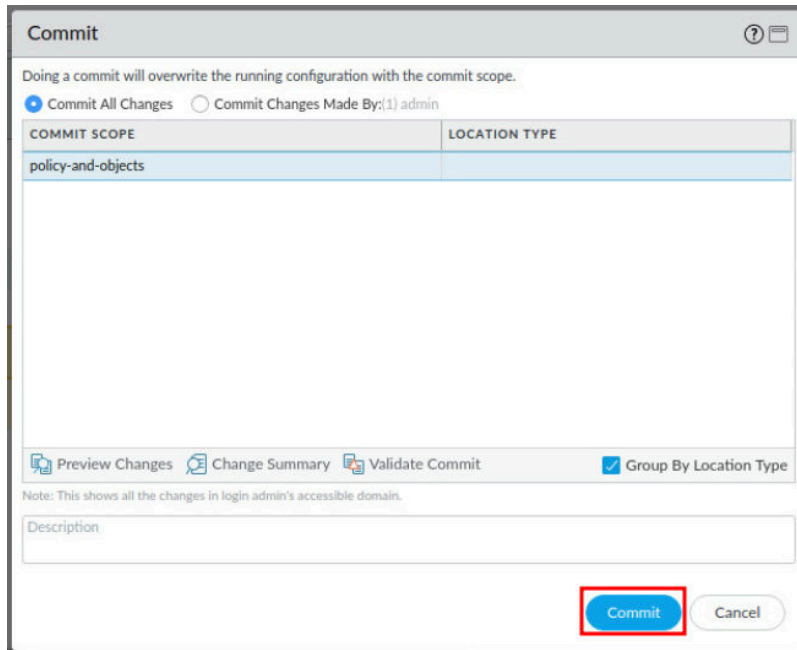 Commit
Doing a commit will overwrite the running configuration with the commit scope.
Commit All Changes Commit Changes Made By:(1) admin
COMMIT SCOPE LOCATION TYPE
policy-and-objects
Preview Changes Change Summary Validate Commit Group By Location Type
Note: This shows all the changes in login admin's accessible domain.
Description
Commit Cancel